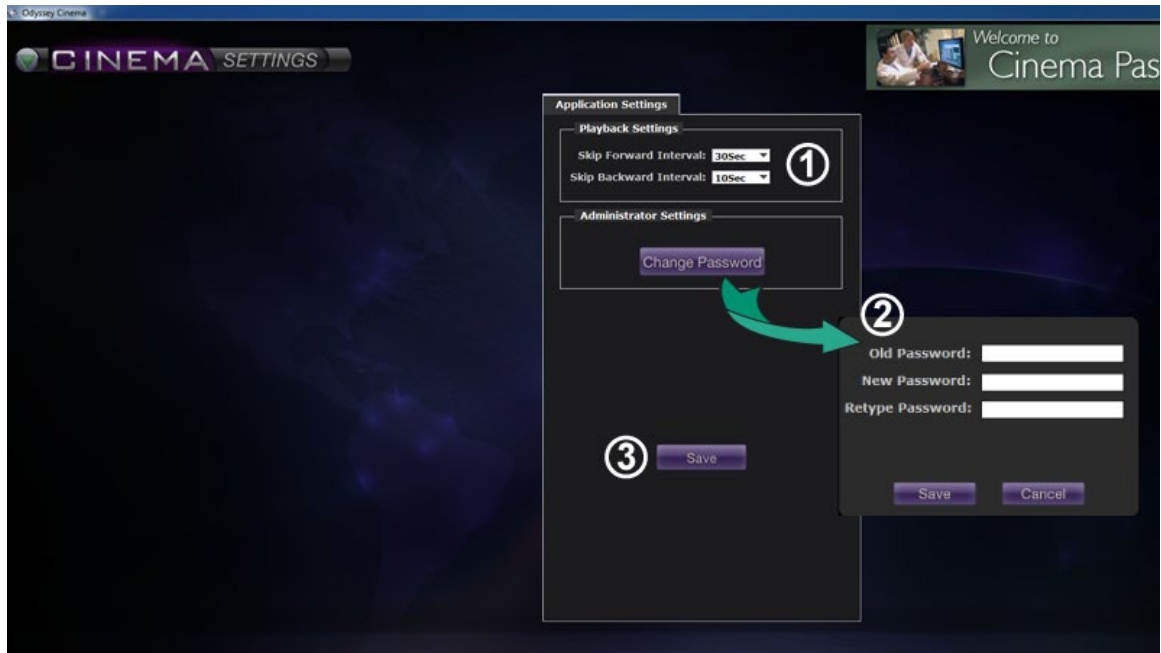 Odyssey Cinema
CINEMA SETTINGS
Welcome to
Cinema Pas
Application Settings
Playback Settings
Skip Forward Interval: 30Sec
Skip Backward Interval: 10Sec
1
Administrator Settings
Change Password
2
Old Password:
New Password:
Retype Password:
3 Save
Save Cancel